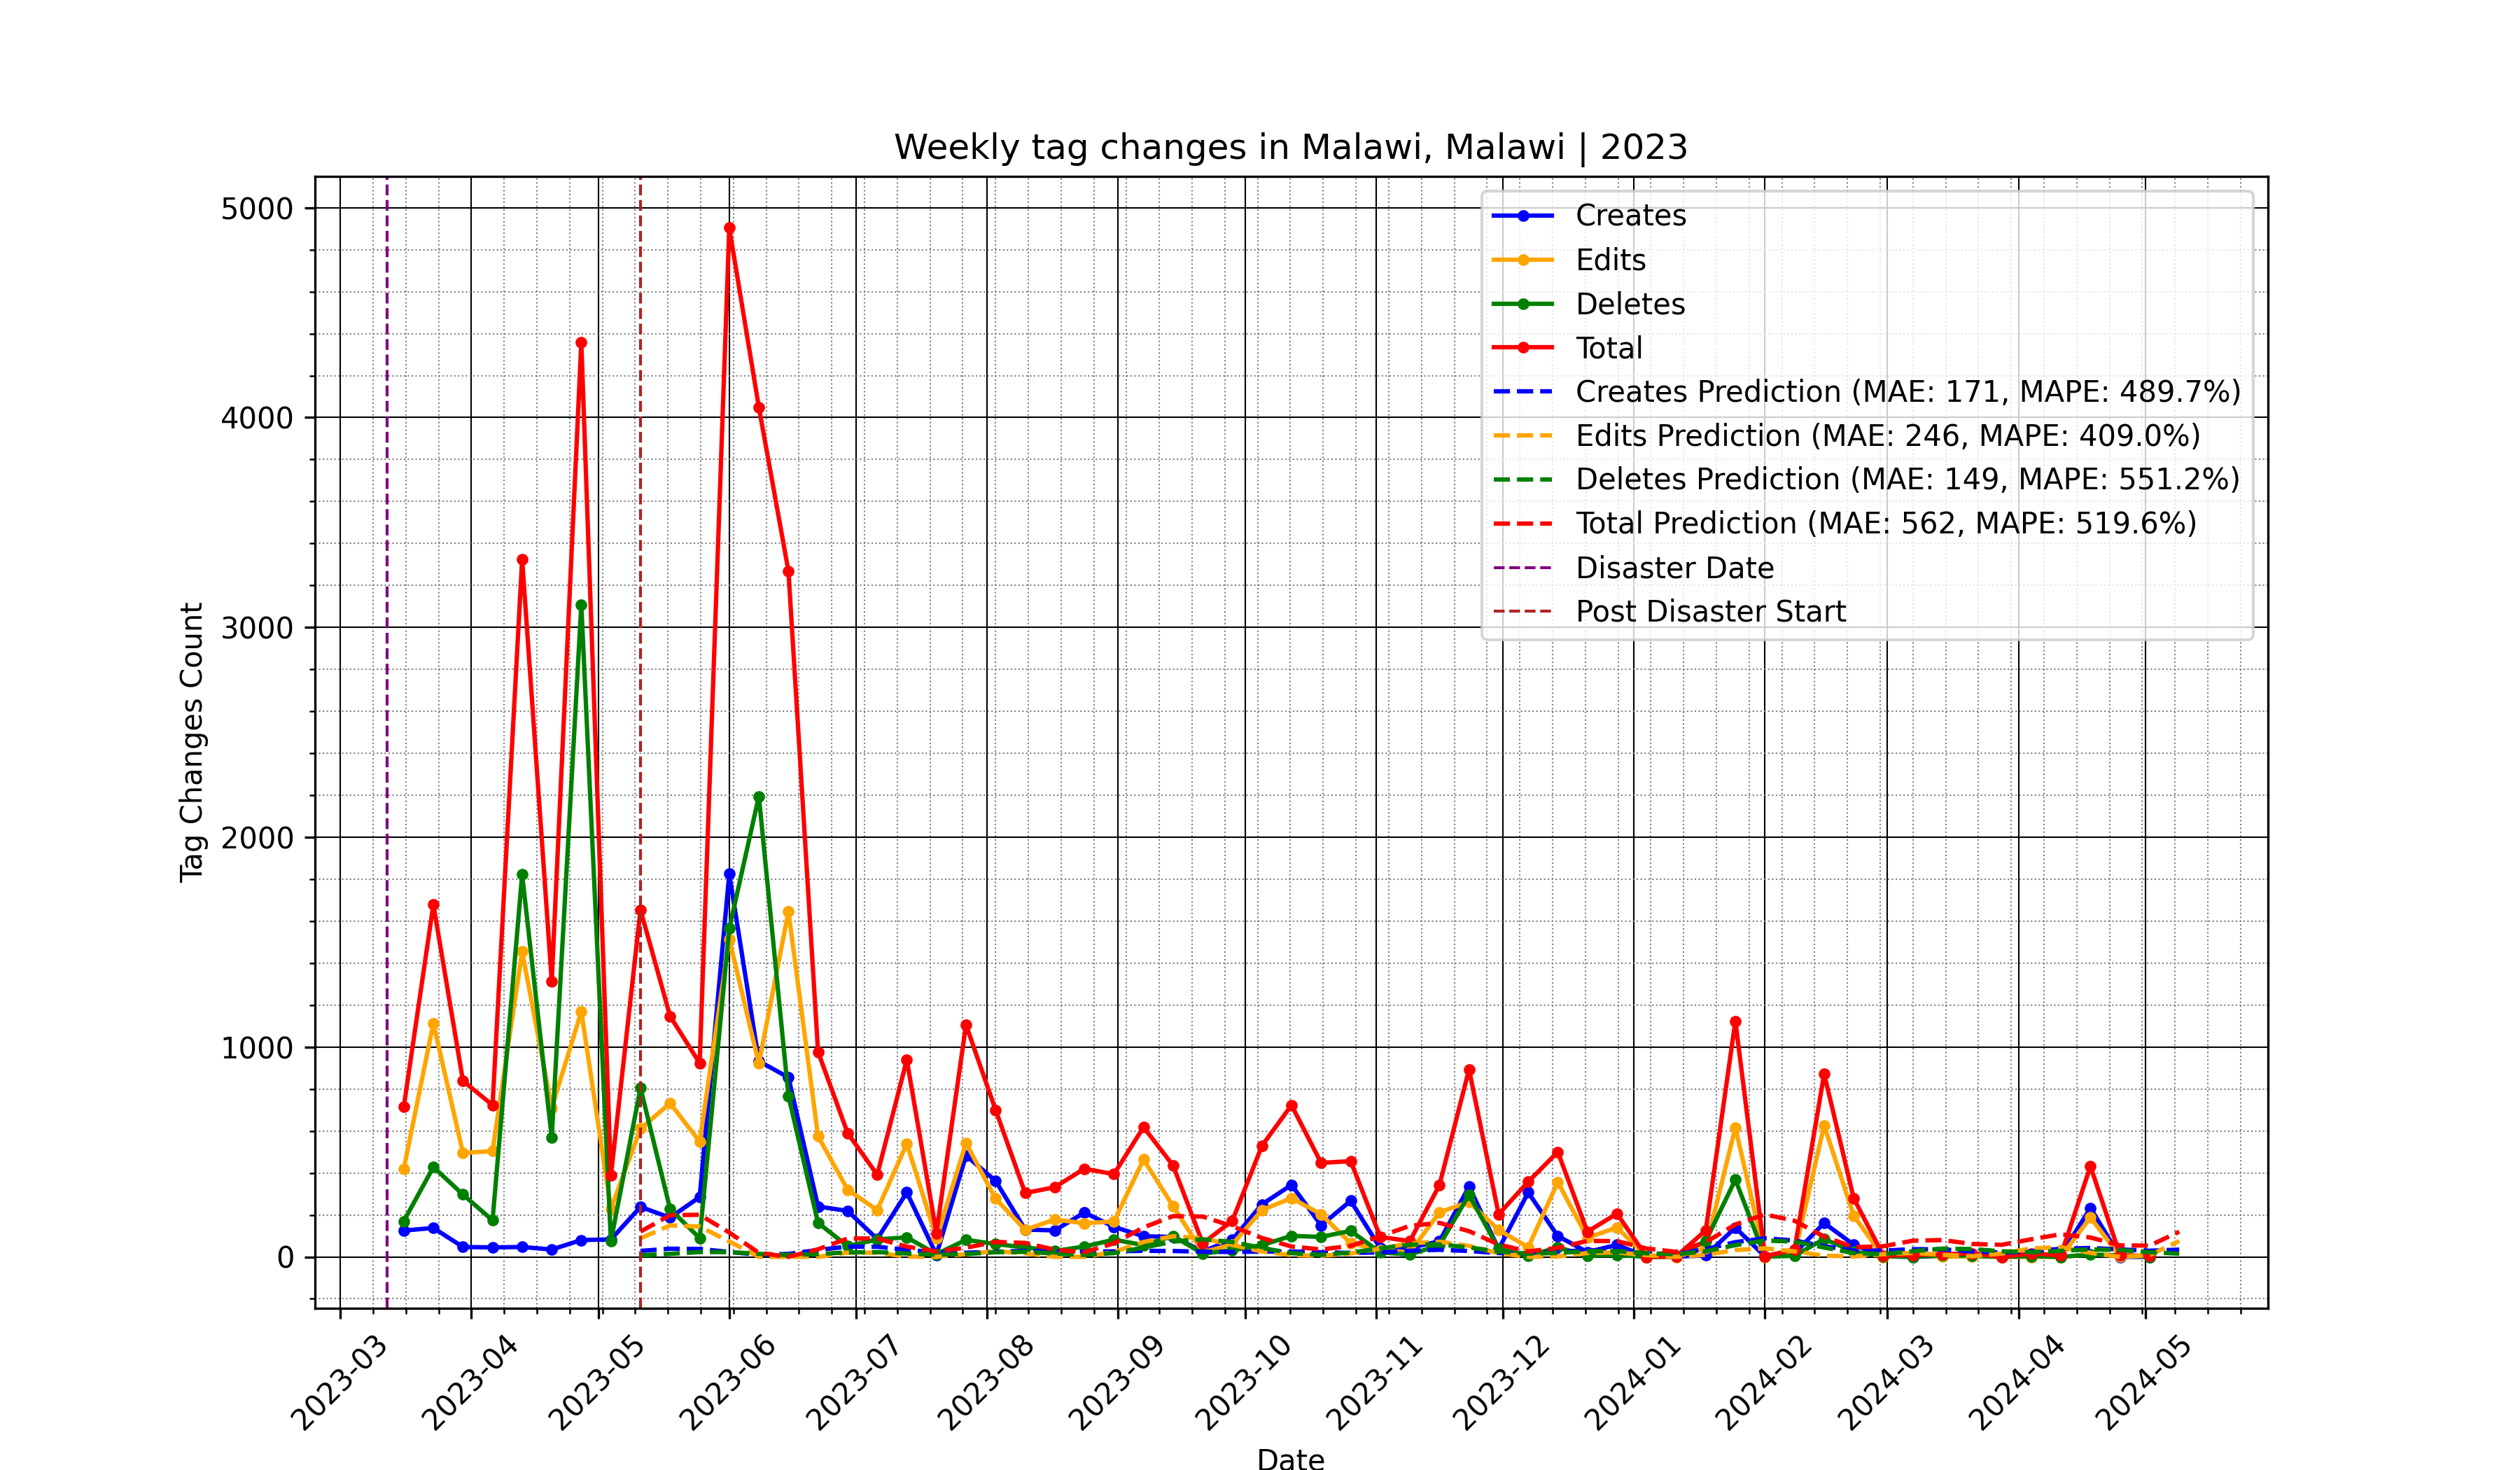 Weekly tag changes in Malawi, Malawi | 2023
5000
4000
3000
2000
1000
0
Tag Changes Count
Creates
Edits
Deletes
Total
Creates Prediction (MAE: 171, MAPE: 489.7%)
Edits Prediction (MAE: 246, MAPE: 409.0%)
Deletes Prediction (MAE: 149, MAPE: 551.2%)
Total Prediction (MAE: 562, MAPE: 519.6%)
Disaster Date
Post Disaster Start
2023-03
2023-04
2023-05
2023-06
2023-07
2023-08
2023-09
2023-10
2023-11
2023-12
2024-01
2024-02
2024-03
2024-04
2024-05
Date